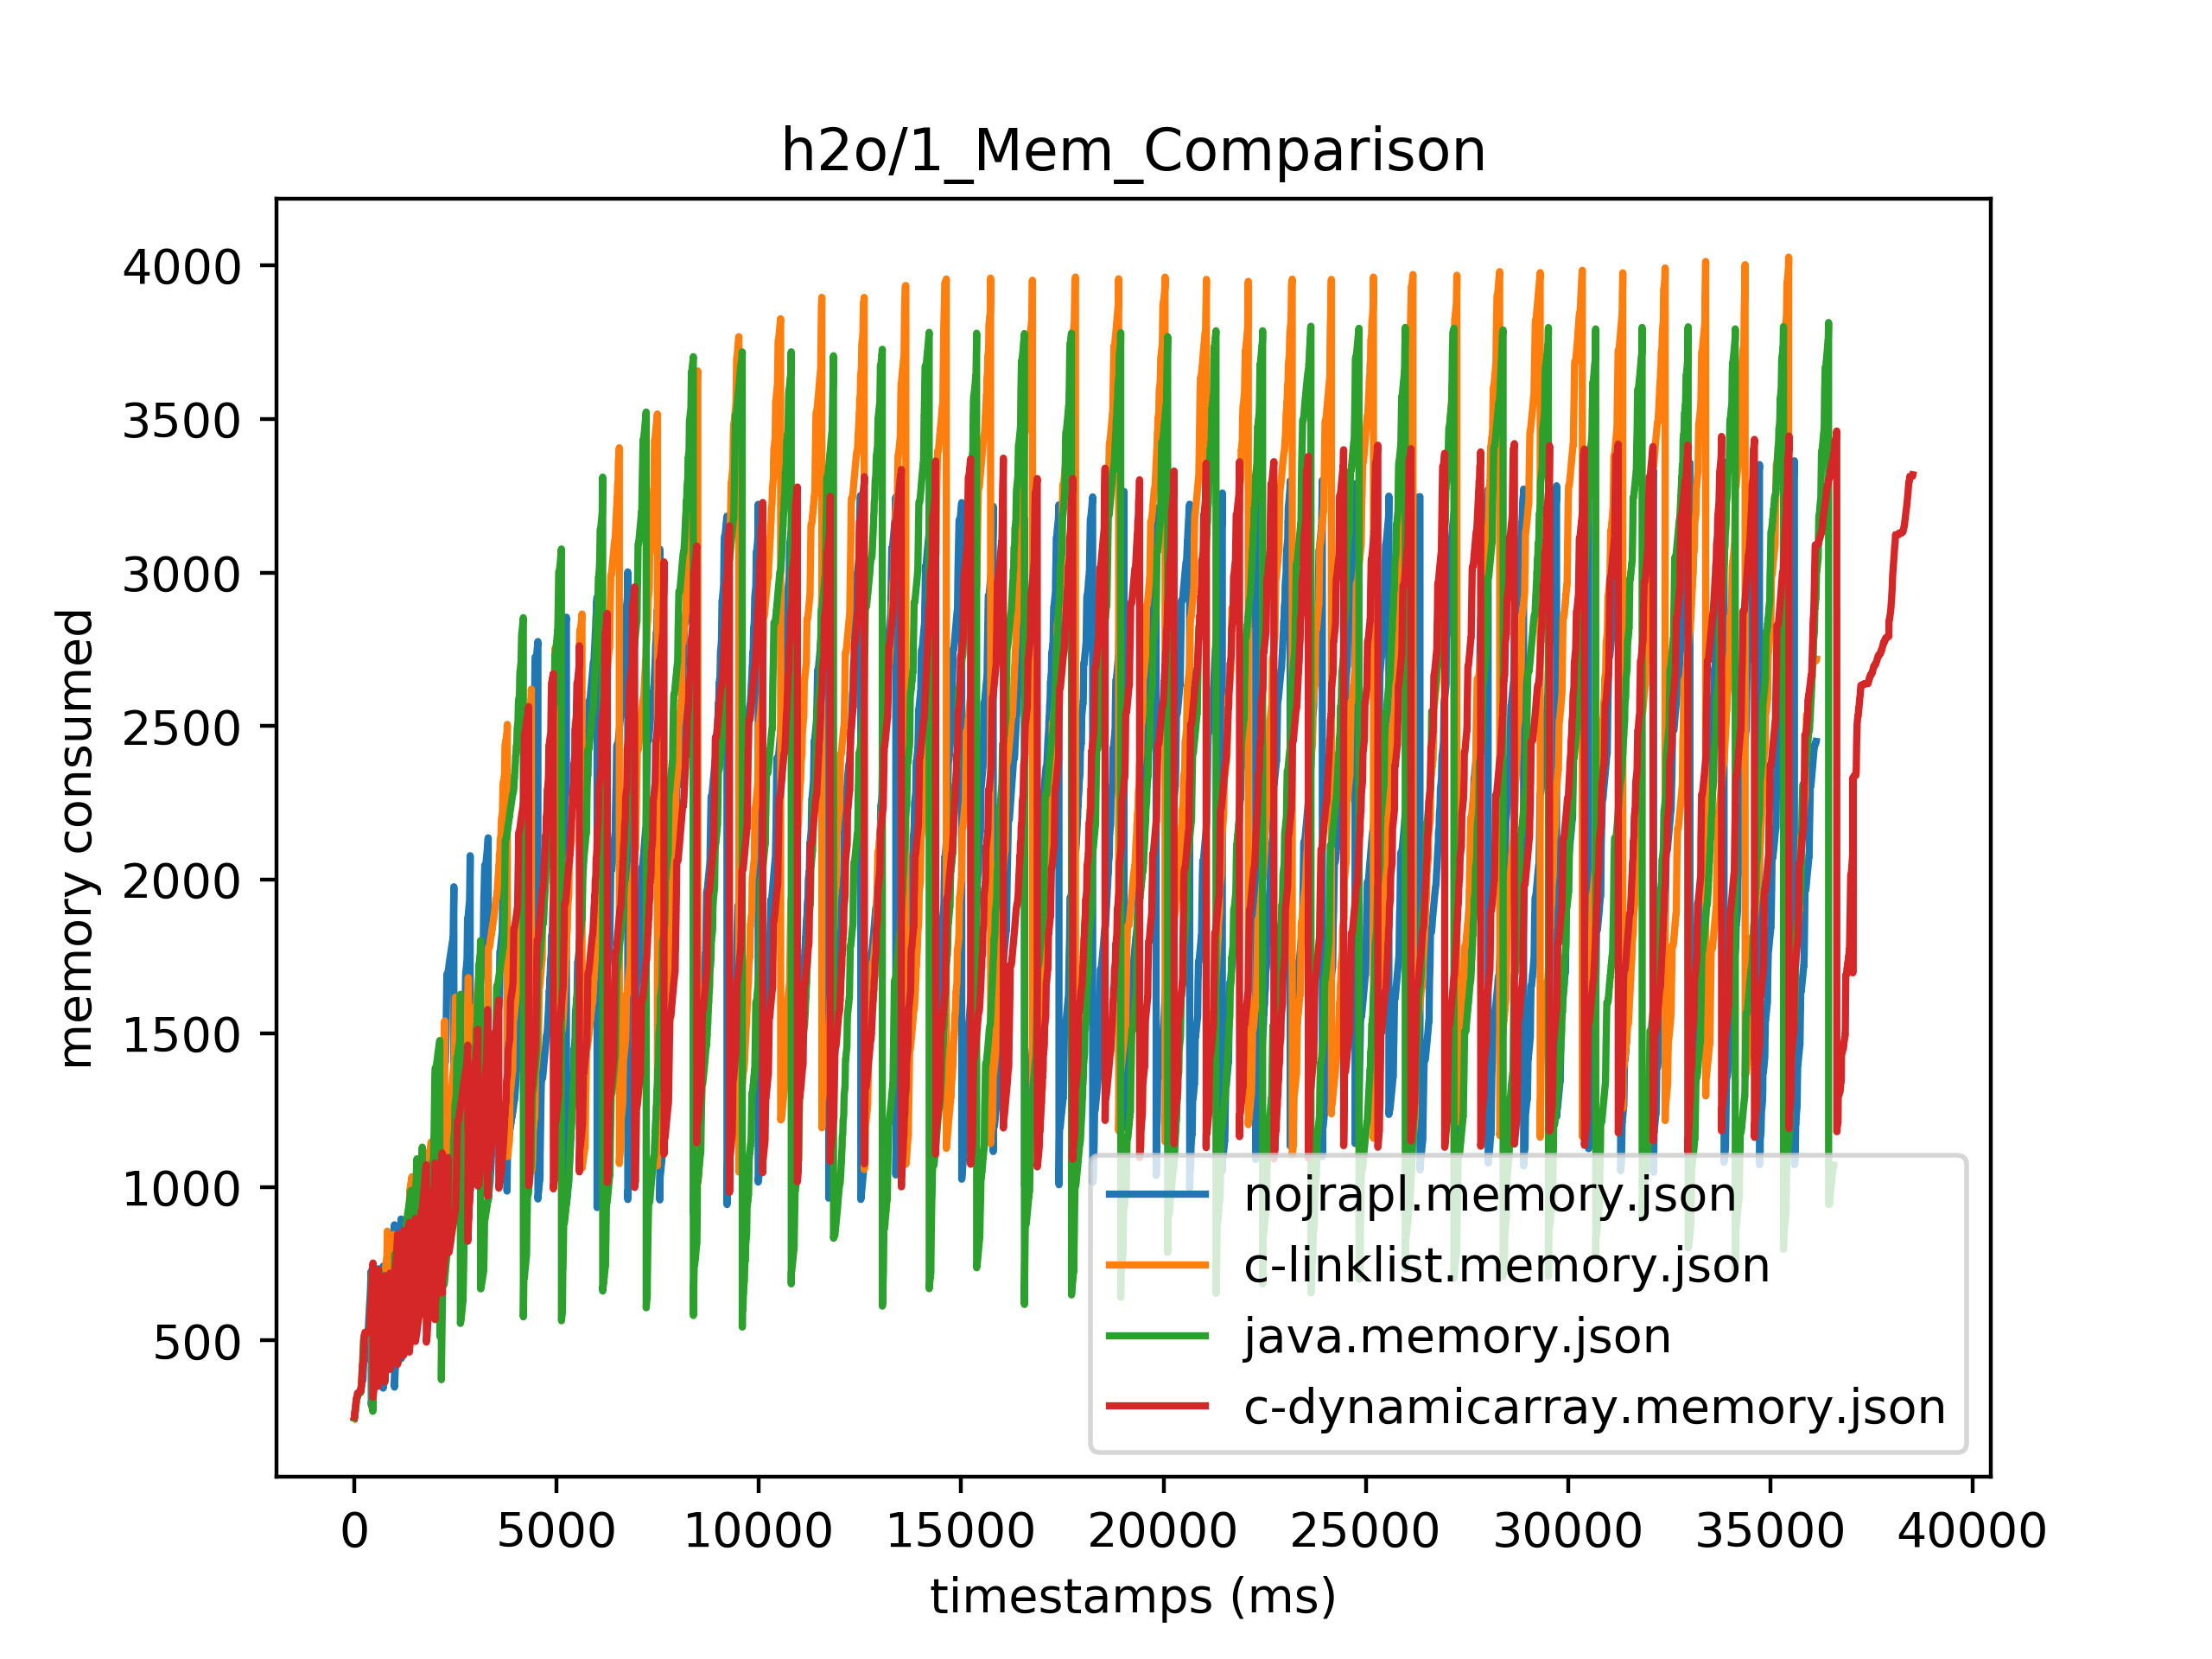 h2o/1_Mem_Comparison
memory consumed
4000
3500
3000
2500
2000
1500
1000
500
nojrapl.memory.json
c-linklist.memory.json
java.memory.json
c-dynamicarray.memory.json
0 5000 10000 15000 20000 25000 30000 35000 40000
timestamps (ms)